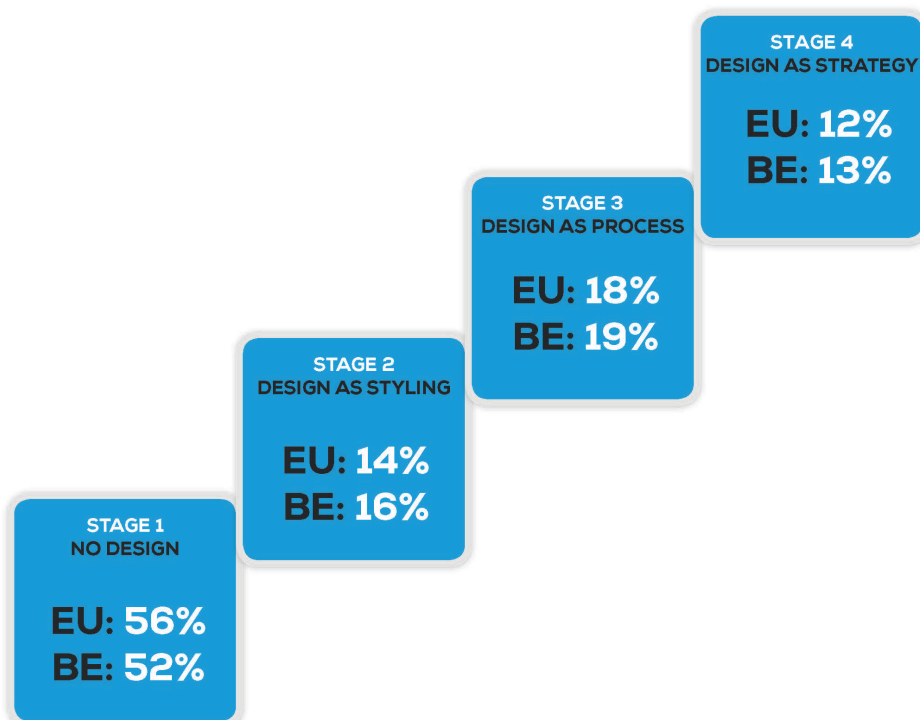 STAGE 4
DESIGN AS STRATEGY
EU: 12%
BE: 13%
STAGE 3
DESIGN AS PROCESS
EU: 18%
BE: 19%
STAGE 2
DESIGN AS STYLING
EU: 14%
BE: 16%
STAGE 1
NO DESIGN
EU: 56%
BE: 52%